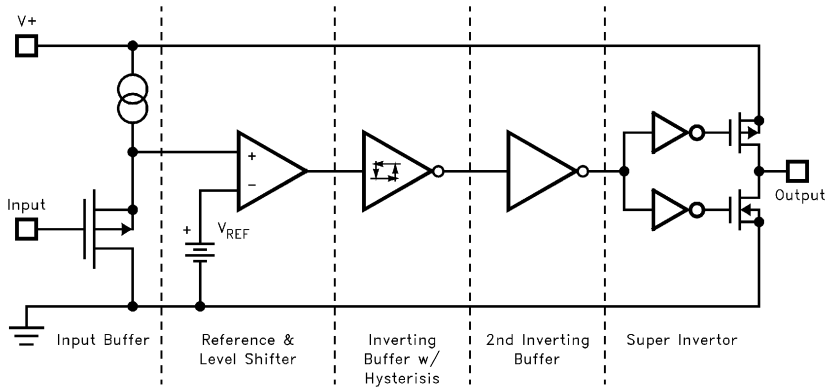 V+
Input
+
−
+
VREF
Output
Input Buffer
Reference &
Level Shifter
Inverting
Buffer w/
Hysterisis
2nd Inverting
Buffer
Super Invertor